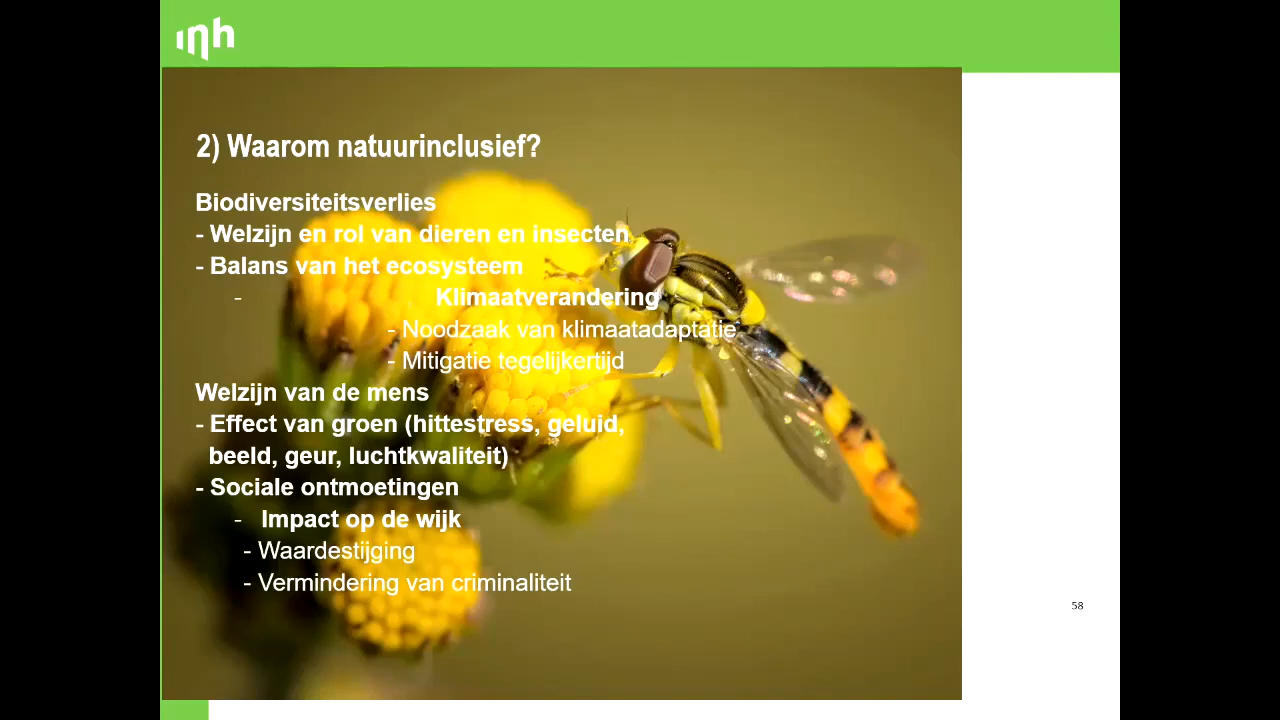 inh
2) Waarom natuurinclusief?
Biodiversiteitsverlies
- Welzijn en rol van dieren en insecten
- Balans van het ecosysteem
- Klimaatverandering
- Noodzaak van klimaatadaptatie
- Mitigatie tegelijkertijd
Welzijn van de mens
- Effect van groen (hittestress, geluid,
beeld, geur, luchtkwaliteit)
- Sociale ontmoetingen
- Impact op de wijk
- Waardestijging
- Vermindering van criminaliteit
58